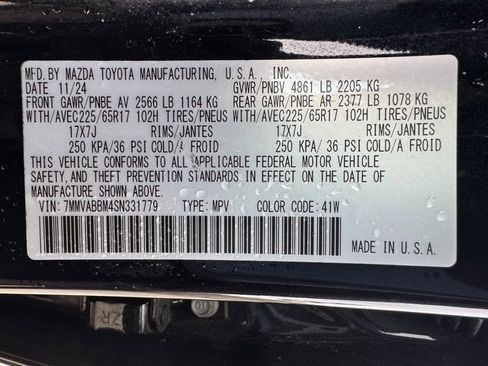 MFD. BY MAZDA TOYOTA MANUFACTURING, U.S.A., INC.
DATE 11/24 GVWR/PNBV 4861 LB 2205 KG
FRONT GAWR/PNBE AV 2566 LB 1164 KG REAR GAWR/PNBE AR 2377 LB 1078 KG
WITH/AVEC225/65R17 102H TIRES/PNEUS WITH/AVEC225/65R17 102H TIRES/PNEUS
17X7J RIMS/JANTES 17X7J RIMS/JANTES
250 KPA/ 36 PSI COLD/A FROID 250 KPA/ 36 PSI COLD/A FROID
THIS VEHICLE CONFORMS TO ALL APPLICABLE FEDERAL MOTOR VEHICLE
SAFETY, AND THEFT PREVENTION STANDARDS IN EFFECT ON THE DATE OF
MANUFACTURE SHOWN ABOVE.
VIN: 7MMVABBM4SN331779 TYPE: MPV COLOR CODE: 41W
MADE IN U.S.A.